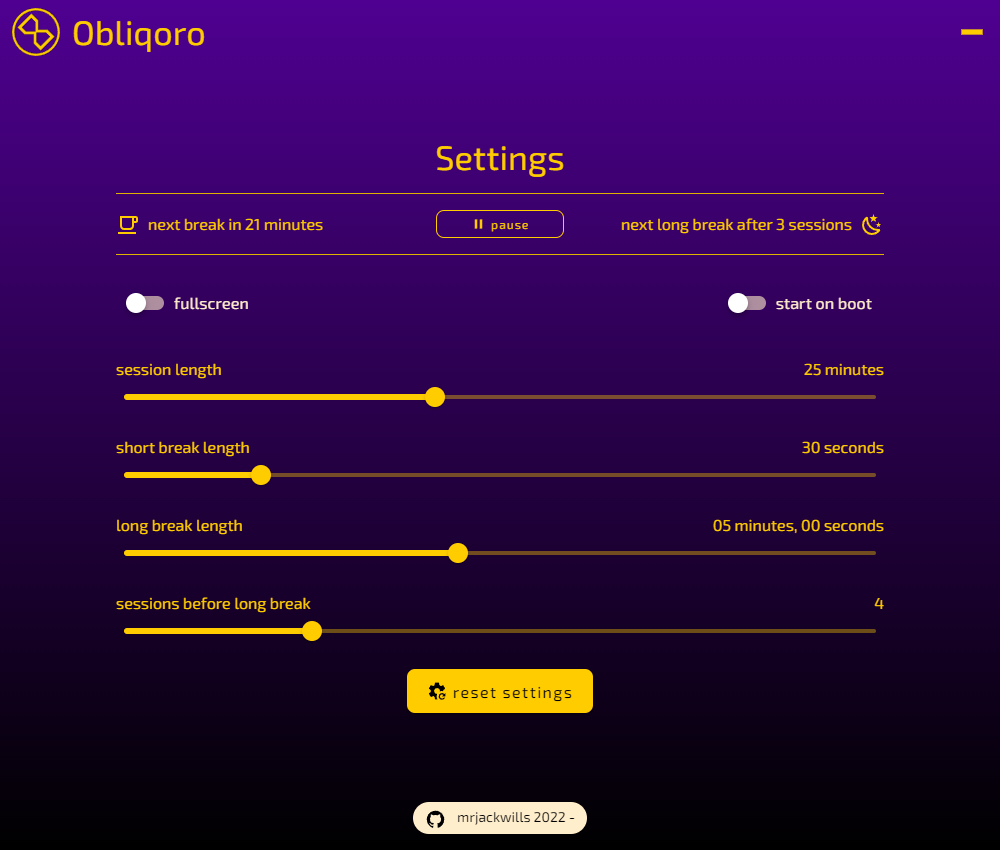 Obliqoro
Settings
next break in 21 minutes
pause
next long break after 3 sessions
fullscreen
start on boot
session length
25 minutes
short break length
30 seconds
long break length
05 minutes, 00 seconds
sessions before long break
4
reset settings
mrjackwills 2022 -